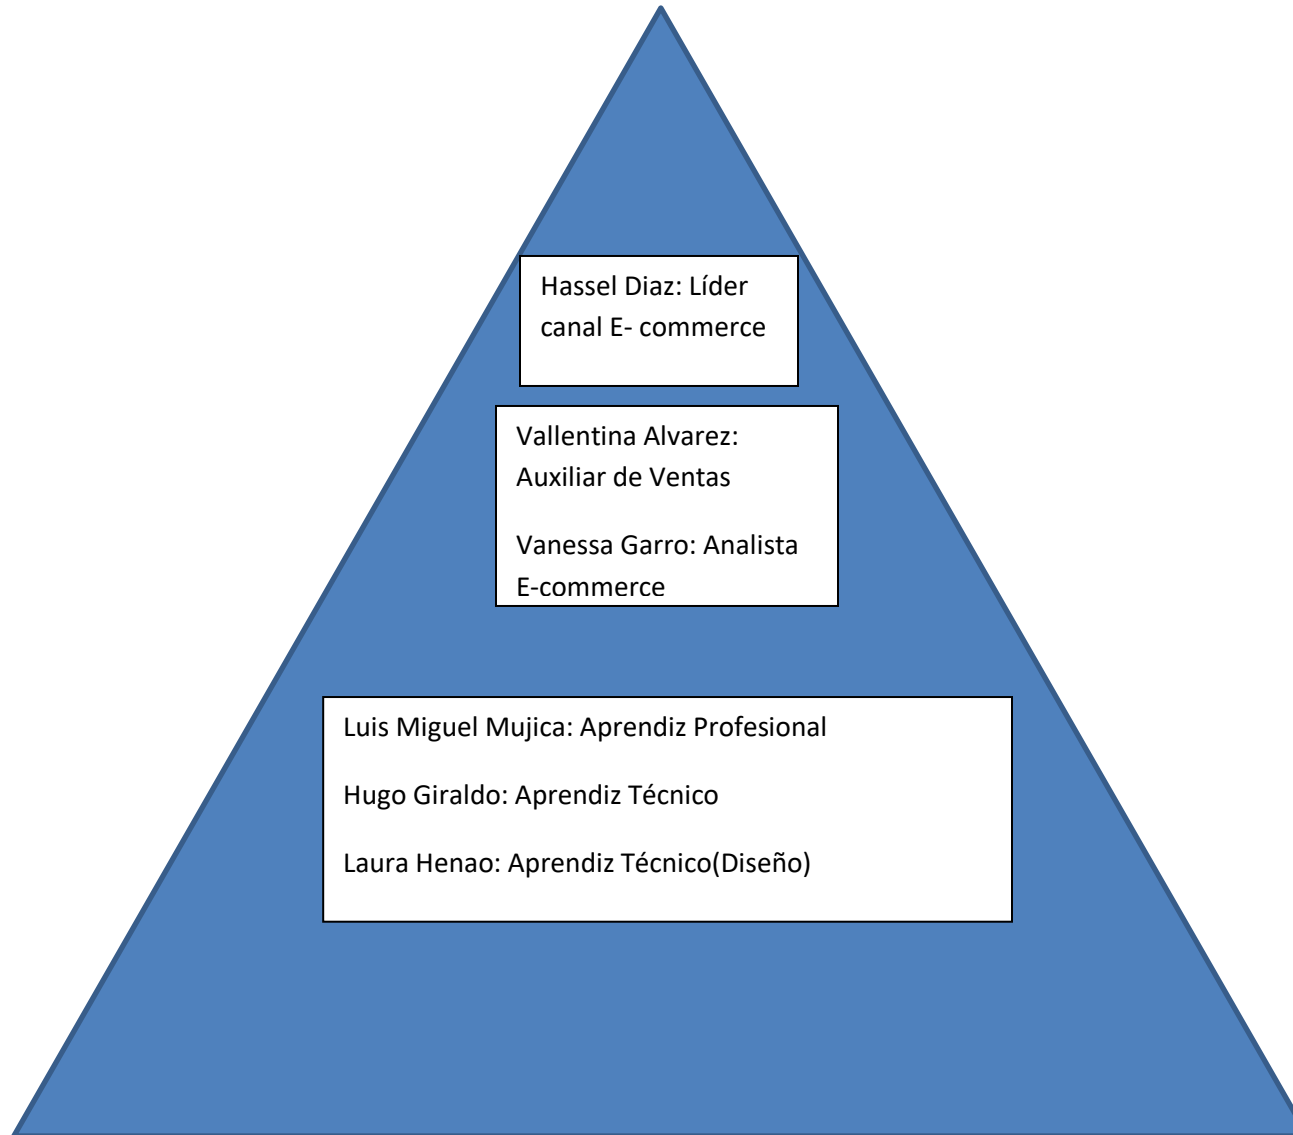 Hassel Diaz: Líder
canal E- commerce
Vallentina Alvarez:
Auxiliar de Ventas
Vanessa Garro: Analista
E-commerce
Luis Miguel Mujica: Aprendiz Profesional
Hugo Giraldo: Aprendiz Técnico
Laura Henao: Aprendiz Técnico(Diseño)